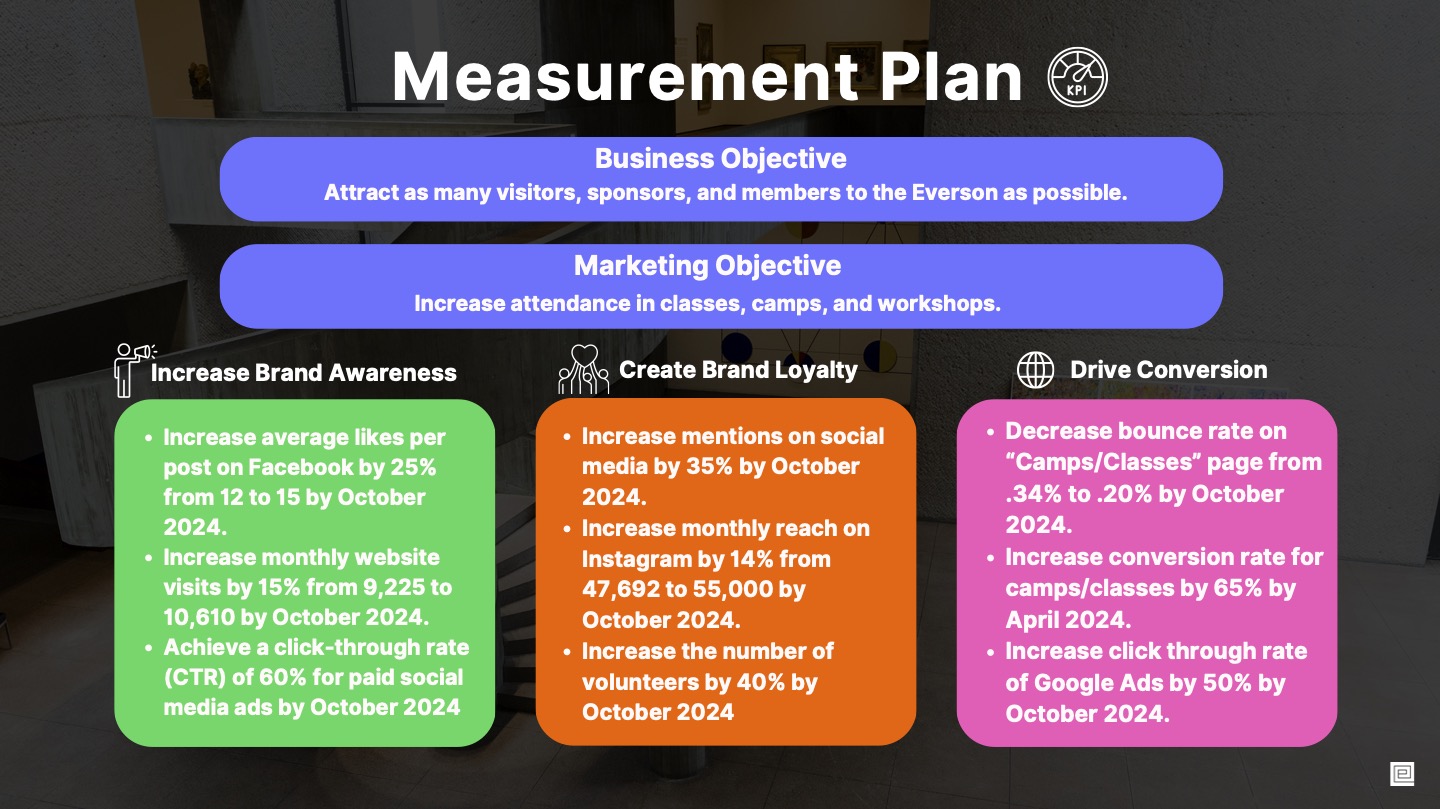 Measurement Plan
KPI
Business Objective
Attract as many visitors, sponsors, and members to the Everson as possible.
Marketing Objective
Increase attendance in classes, camps, and workshops.
Increase Brand Awareness
• Increase average likes per
post on Facebook by 25%
from 12 to 15 by October
2024.
• Increase monthly website
visits by 15% from 9,225 to
10,610 by October 2024.
• Achieve a click-through rate
(CTR) of 60% for paid social
media ads by October 2024
Create Brand Loyalty
• Increase mentions on social
media by 35% by October
2024.
• Increase monthly reach on
Instagram by 14% from
47,692 to 55,000 by
October 2024.
• Increase the number of
volunteers by 40% by
October 2024
Drive Conversion
• Decrease bounce rate on
“Camps/Classes” page from
.34% to .20% by October
2024.
• Increase conversion rate for
camps/classes by 65% by
April 2024.
• Increase click through rate
of Google Ads by 50% by
October 2024.